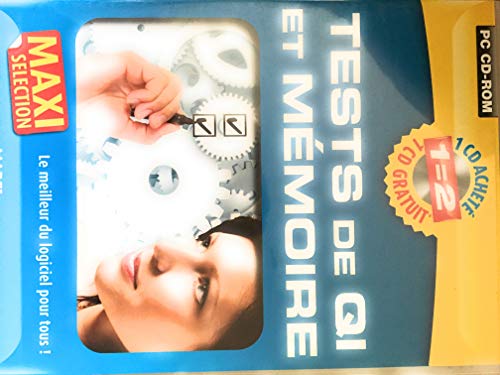 PC CD-ROM
1 CD ACHETÉ
1=2
1 CD GRATUIT
TESTS DE QI
ET MÉMOIRE
MAXI
SELECTION
Le meilleur du logiciel pour tous !